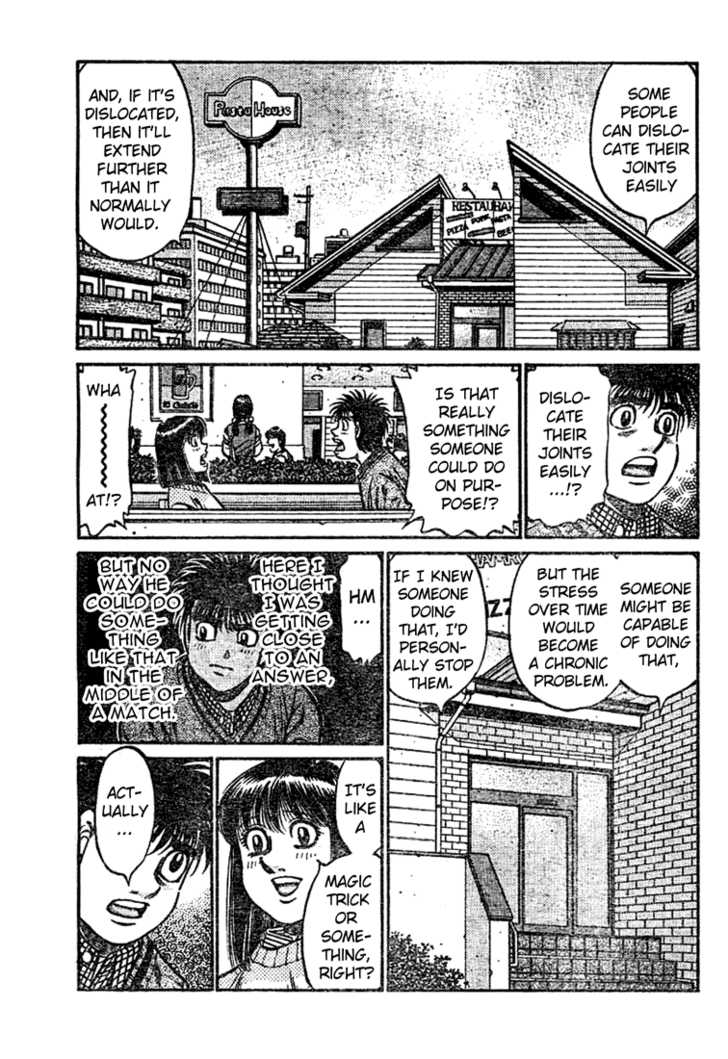 SOME
PEOPLE
CAN DISLO-
CATE THEIR
JOINTS
EASILY
AND, IF IT'S
DISLOCATED,
THEN IT'LL
EXTEND
FURTHER
THAN IT
NORMALLY
WOULD.
Pasta House
RESTAURAN
PIZZA PORK PASTA
BEE
DISLO-
CATE
THEIR
JOINTS
EASILY
...!?
IS THAT
REALLY
SOMETHING
SOMEONE
COULD DO
ON PUR-
POSE!?
WHA
AT!?
SOMEONE
MIGHT BE
CAPABLE
OF DOING
THAT,
BUT THE
STRESS
OVER TIME
WOULD
BECOME
A CHRONIC
PROBLEM.
IF I KNEW
SOMEONE
DOING
THAT, I'D
PERSON-
ALLY STOP
THEM.
ZZ
HM
...
HERE I
THOUGHT
I WAS
GETTING
CLOSE
TO AN
ANSWER,
BUT NO
WAY HE
COULD DO
SOME-
THING
LIKE THAT
IN THE
MIDDLE OF
A MATCH.
IT'S
LIKE
A
MAGIC
TRICK
OR
SOME-
THING,
RIGHT?
ACT-
UALLY
...